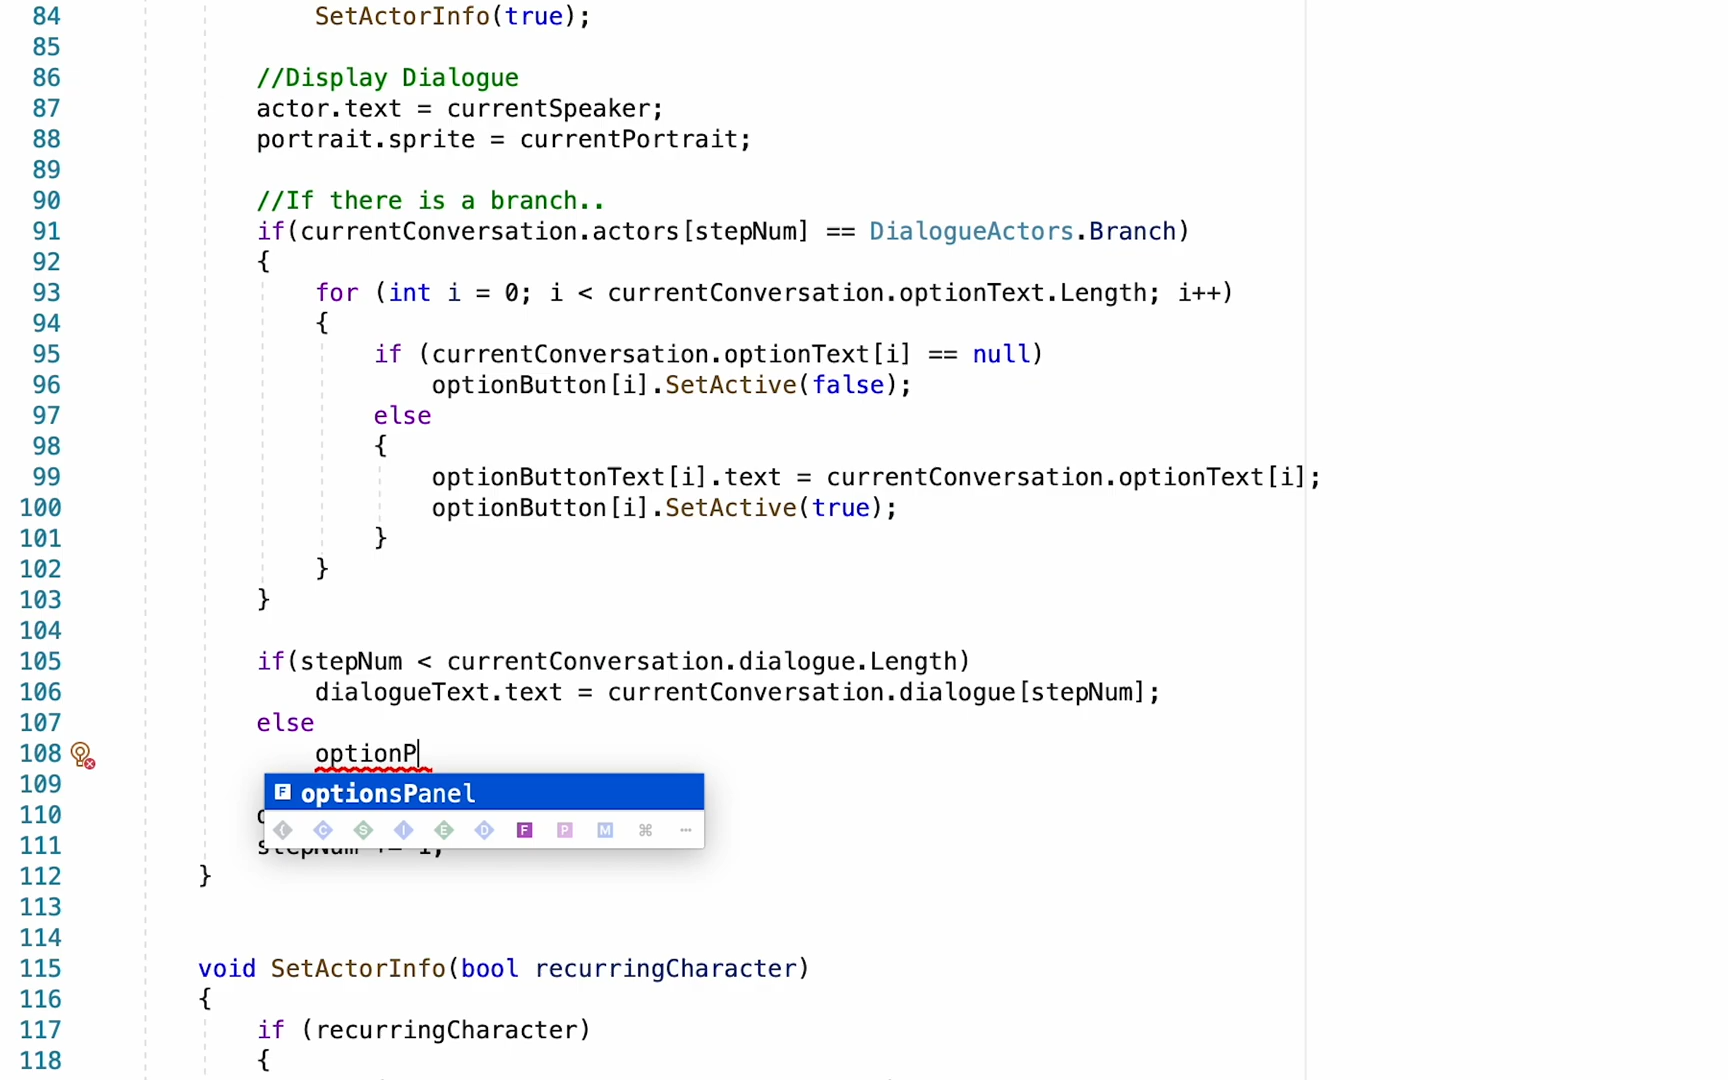 84 SetActorInfo(true);
85
86 //Display Dialogue
87 actor.text = currentSpeaker;
88 portrait.sprite = currentPortrait;
89
90 //If there is a branch..
91 if(currentConversation.actors[stepNum] == DialogueActors.Branch)
92 {
93 for (int i = 0; i < currentConversation.optionText.Length; i++)
94 {
95 if (currentConversation.optionText[i] == null)
96 optionButton[i].SetActive(false);
97 else
98 {
99 optionButtonText[i].text = currentConversation.optionText[i];
100 optionButton[i].SetActive(true);
101 }
102 }
103 }
104
105 if(stepNum < currentConversation.dialogue.Length)
106 dialogueText.text = currentConversation.dialogue[stepNum];
107 else
108 optionP
109 optionsPanel
110
111 stepNum += 1;
112 }
113
114
115 void SetActorInfo(bool recurringCharacter)
116 {
117 if (recurringCharacter)
118 {